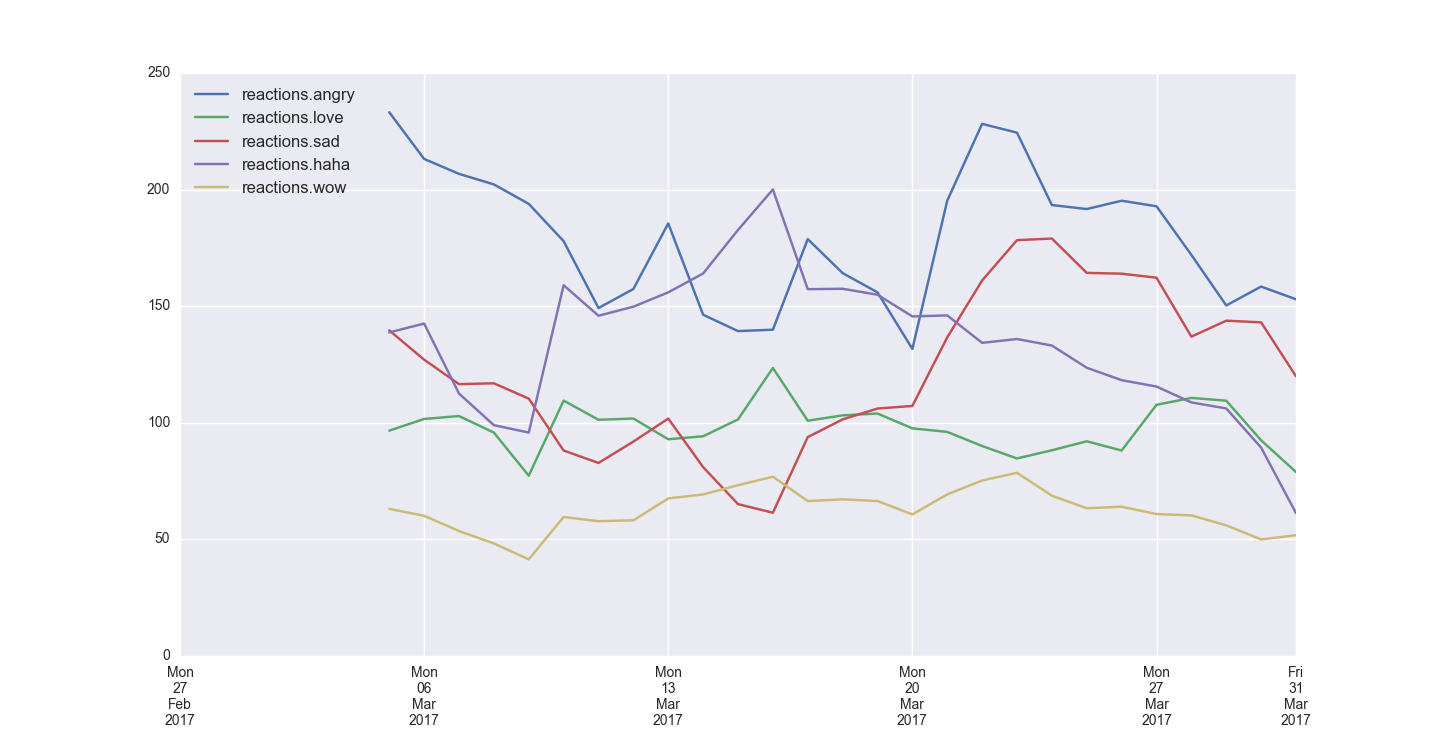 250
200
150
100
50
0
reactions.angry
reactions.love
reactions.sad
reactions.haha
reactions.wow
Mon
27
Feb
2017
Mon
06
Mar
2017
Mon
13
Mar
2017
Mon
20
Mar
2017
Mon
27
Mar
2017
Fri
31
Mar
2017